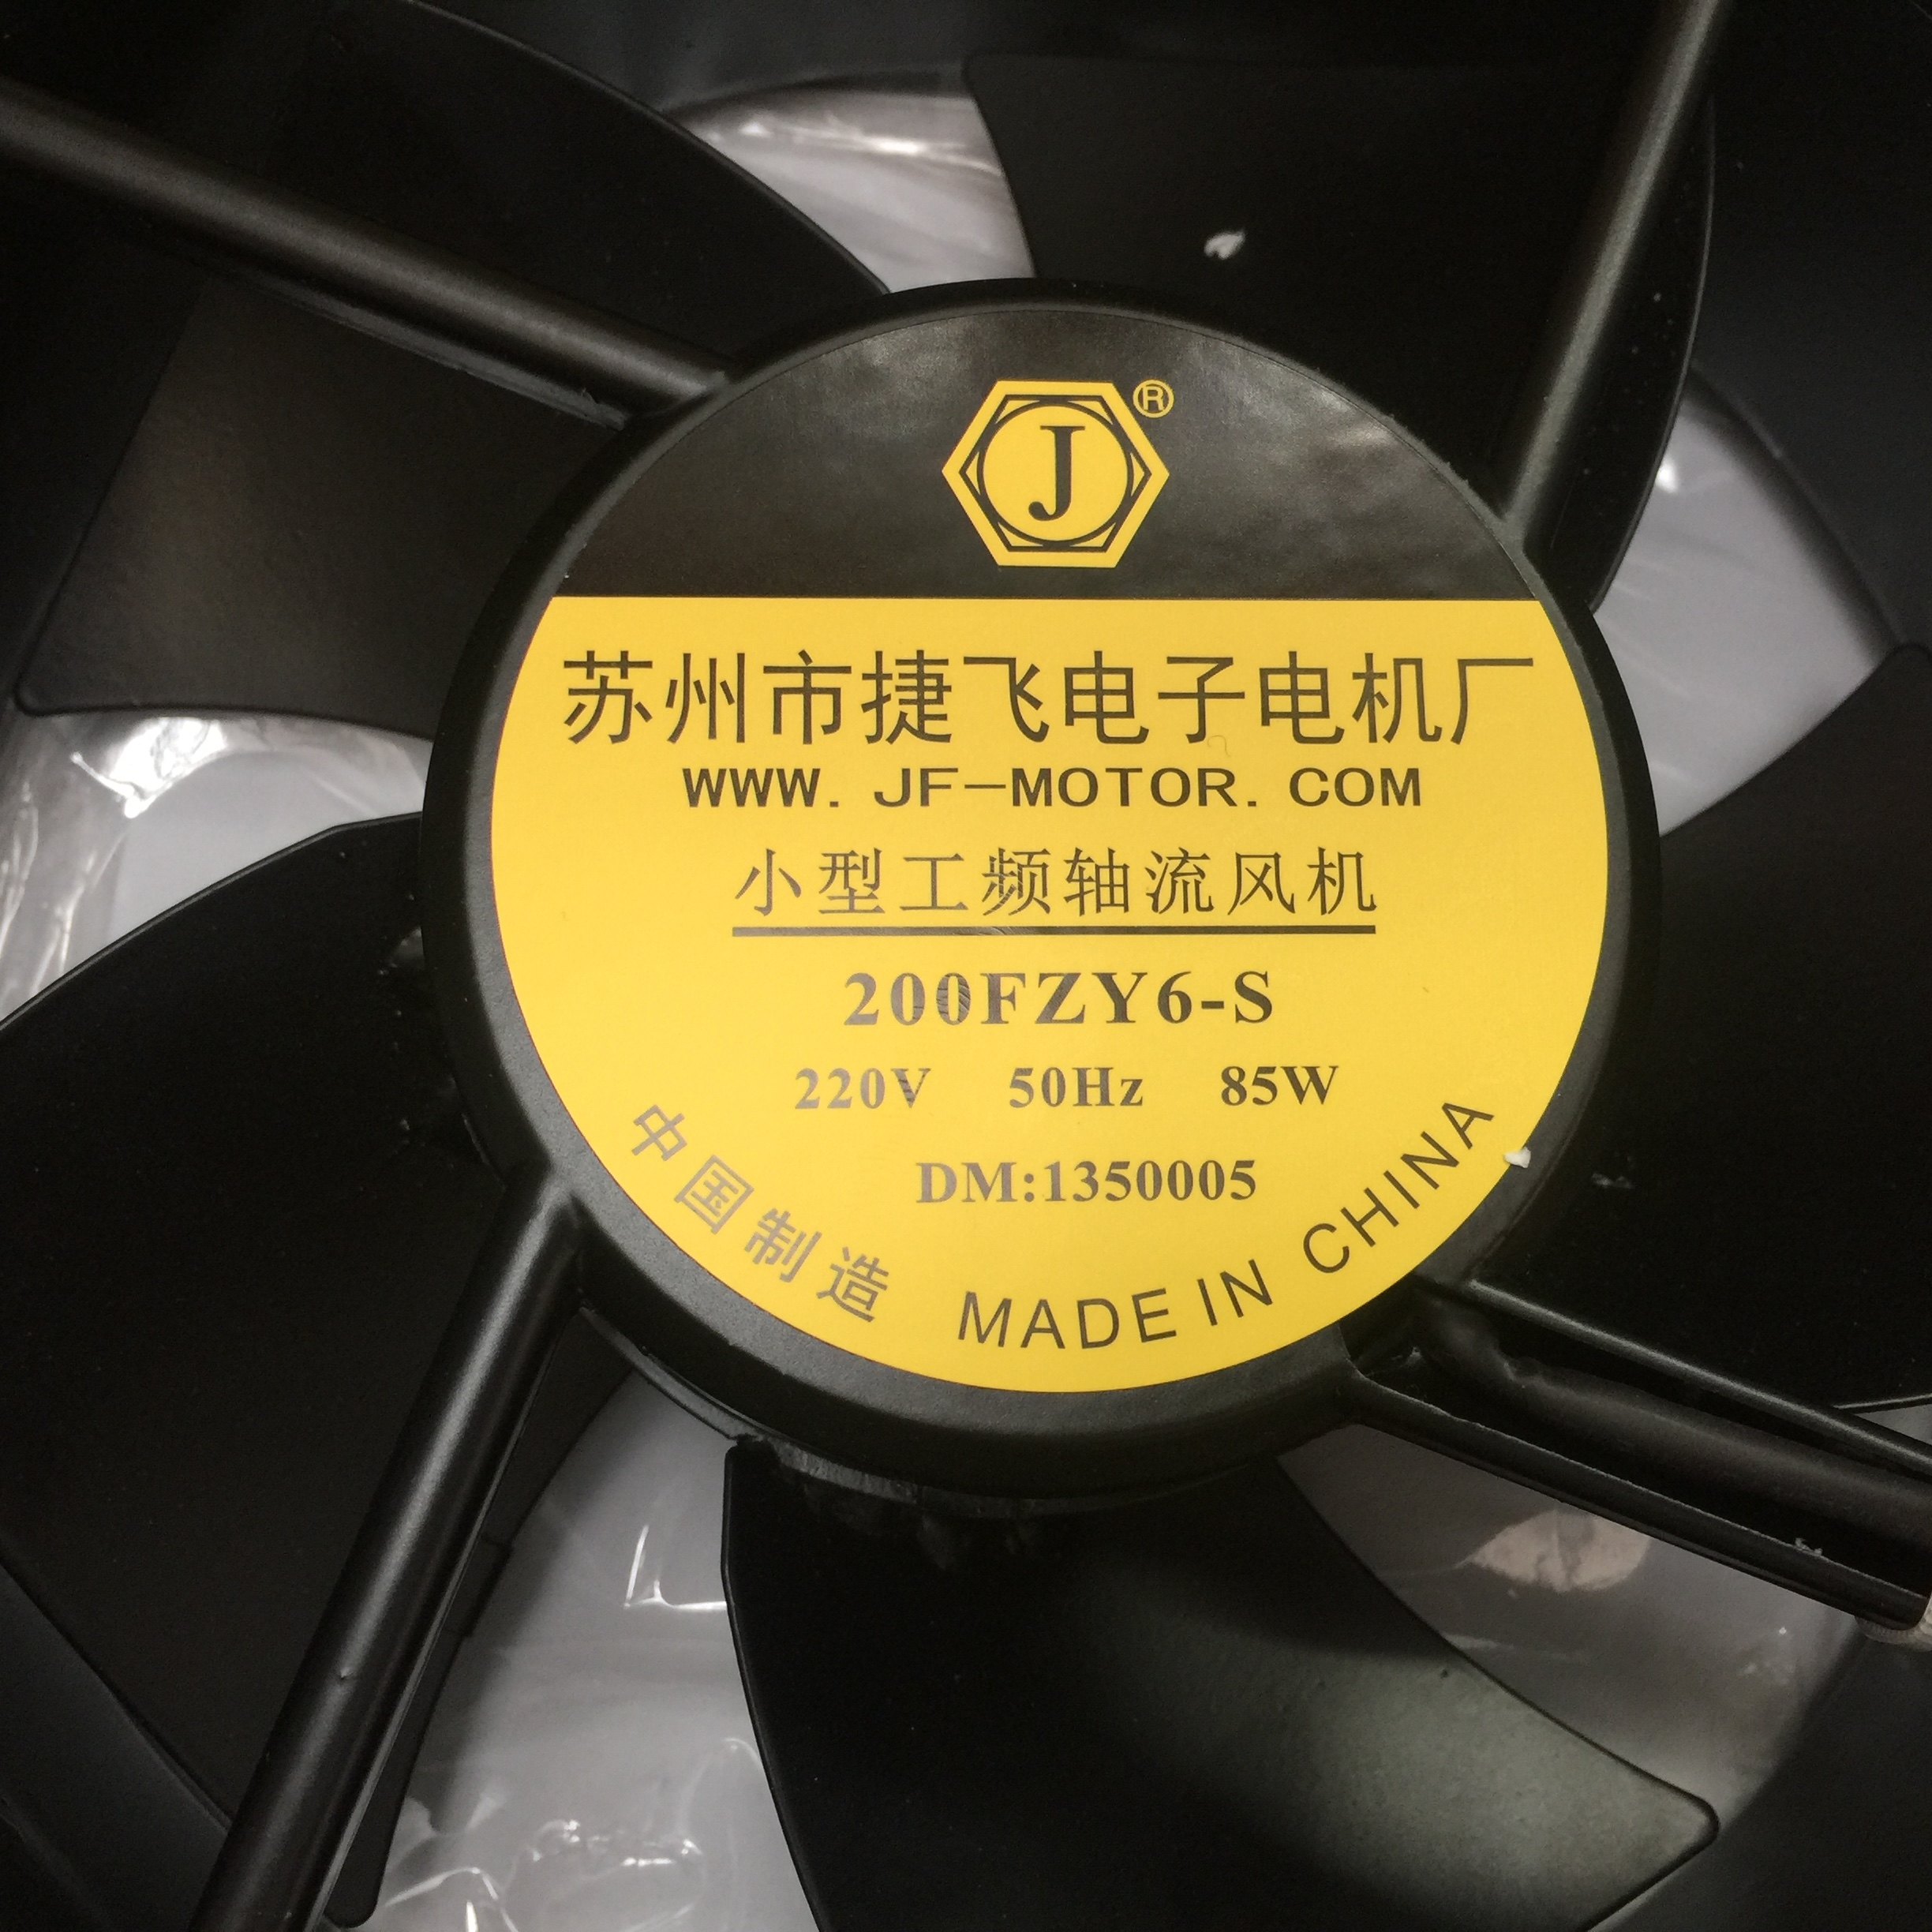 J®
苏州市捷飞电子电机厂
WWW. JF-MOTOR. COM
小型工频轴流风机
200FZY6-S
220V 50Hz 85W
DM:1350005
中国制造 MADE IN CHINA